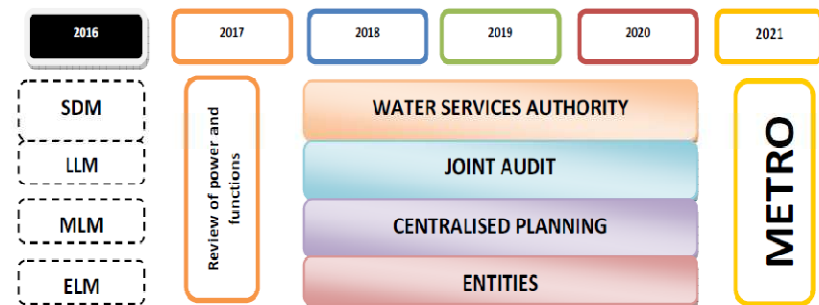 2016
2017
2018
2019
2020
2021
SDM
LLM
MLM
ELM
Review of power and
functions
WATER SERVICES AUTHORITY
JOINT AUDIT
CENTRALISED PLANNING
ENTITIES
METRO